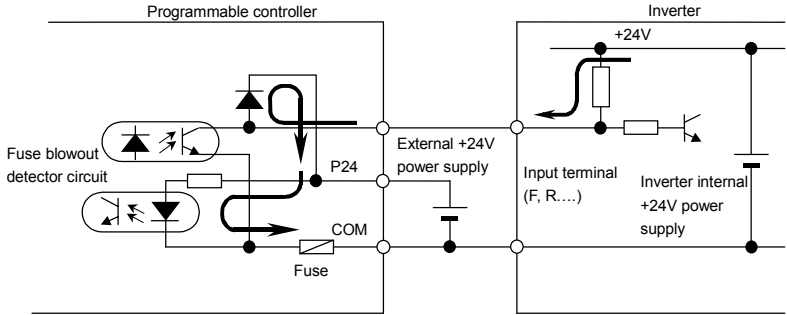 Programmable controller
Inverter
+24V
Fuse blowout
detector circuit
P24
COM
Fuse
External +24V
power supply
Input terminal
(F, R....)
Inverter internal
+24V power
supply